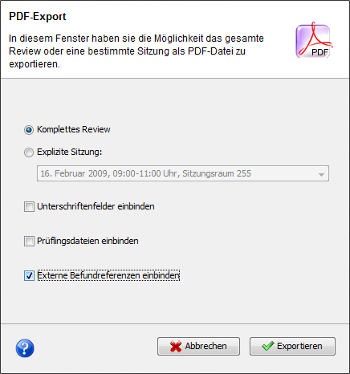 PDF-Export
In diesem Fenster haben sie die Möglichkeit das gesamte
Review oder eine bestimmte Sitzung als PDF-Datei zu
exportieren.
PDF
Komplettes Review
Explizite Sitzung:
16. Februar 2009, 09:00-11:00 Uhr, Sitzungsraum 255
Unterschriftenfelder einbinden
Prüflingsdateien einbinden
Externe Befundreferenzen einbinden
?
Abbrechen
Exportieren